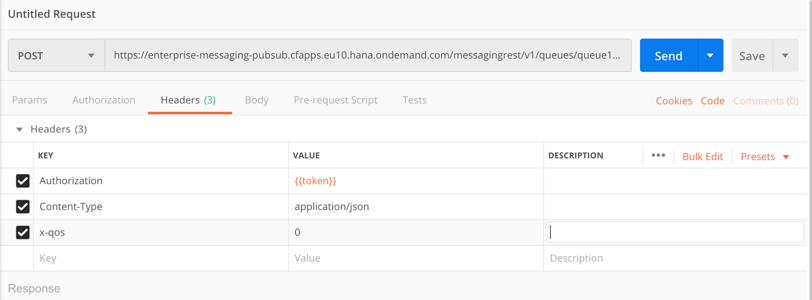 Untitled Request
POST https://enterprise-messaging-pubsub.cfapps.eu10.hana.ondemand.com/messagingrest/v1/queues/queue1... Send Save
Params Authorization Headers (3) Body Pre-request Script Tests Cookies Code Comments (0)
Headers (3)
KEY VALUE DESCRIPTION ••• Bulk Edit Presets
Authorization {{token}}
Content-Type application/json
x-qos 0
Key Value Description
Response